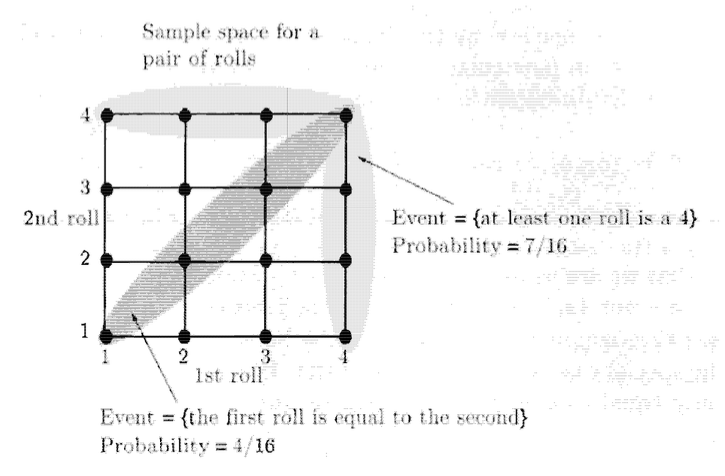 Sample space for a
pair of rolls
4
3
2nd roll
2
1
1
2
3
4
1st roll
Event = {at least one roll is a 4}
Probability = 7/16
Event = {the first roll is equal to the second}
Probability = 4/16